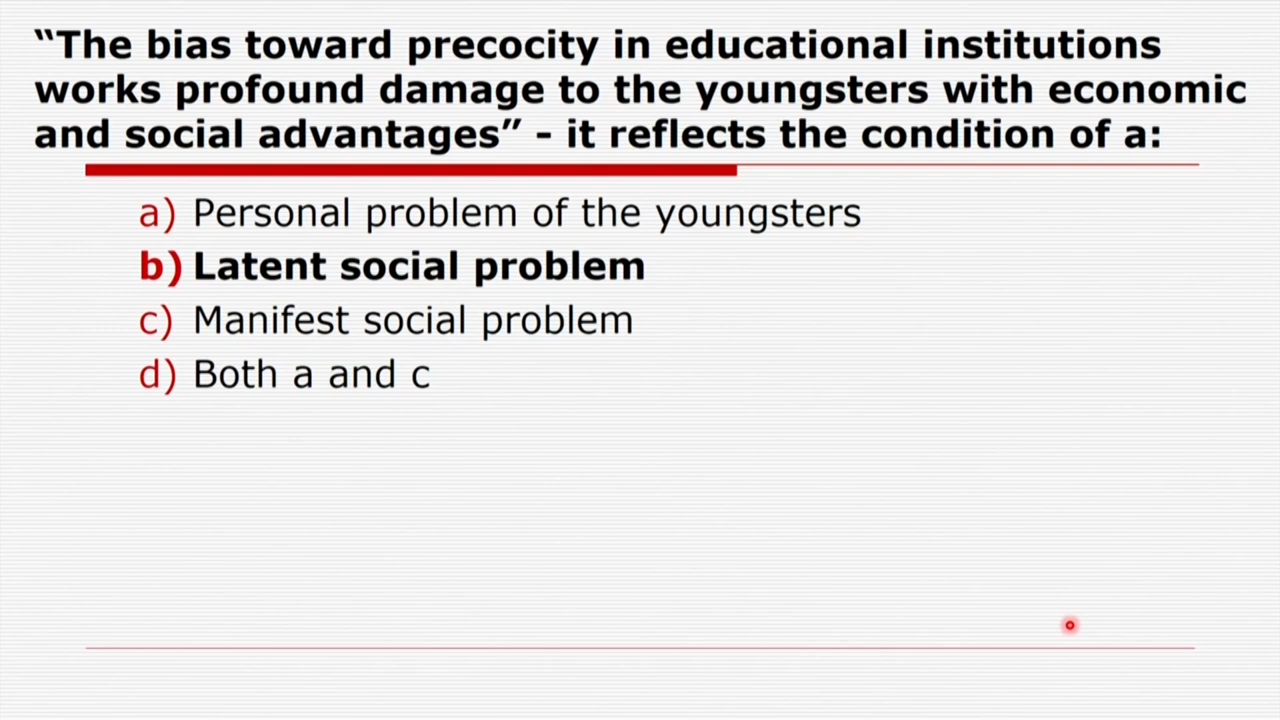 “The bias toward precocity in educational institutions
works profound damage to the youngsters with economic
and social advantages” - it reflects the condition of a:
a) Personal problem of the youngsters
b) Latent social problem
c) Manifest social problem
d) Both a and c